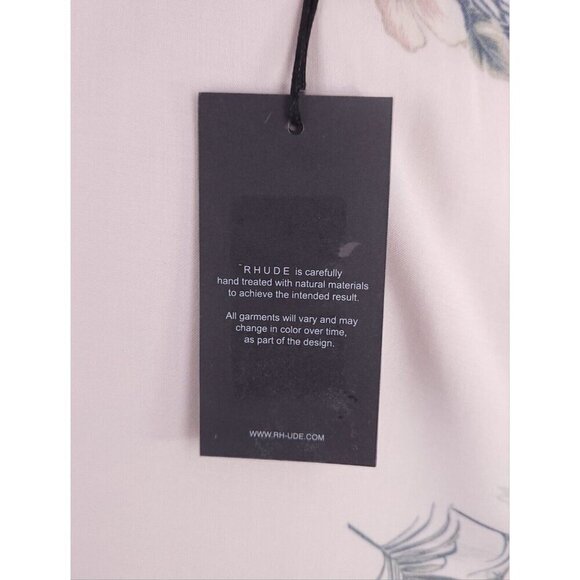 ¯R H U D E is carefully
hand treated with natural materials
to achieve the intended result.
All garments will vary and may
change in color over time,
as part of the design.
WWW.RH-UDE.COM